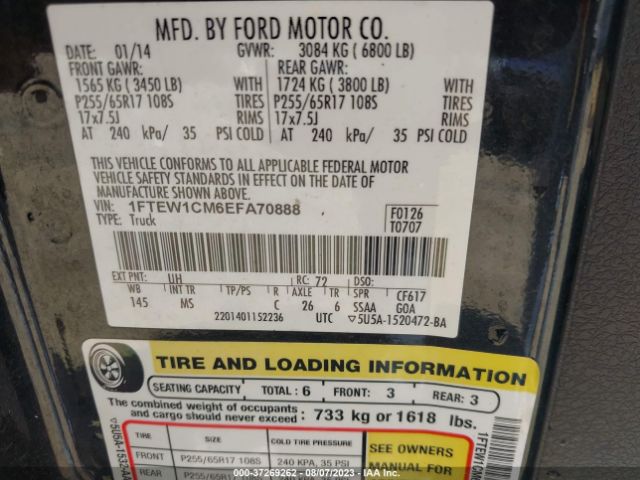 MFD. BY FORD MOTOR CO.
DATE: 01/14 GVWR: 3084 KG ( 6800 LB)
FRONT GAWR: REAR GAWR:
1565 KG ( 3450 LB) WITH 1724 KG ( 3800 LB) WITH
P255/65R17 108S TIRES P255/65R17 108S TIRES
17x7.5J RIMS 17x7.5J RIMS
AT 240 kPa/ 35 PSI COLD AT 240 kPa/ 35 PSI COLD
THIS VEHICLE CONFORMS TO ALL APPLICABLE FEDERAL MOTOR
VEHICLE SAFETY STANDARDS IN EFFECT ON THE DATE OF
MANUFACTURE SHOWN ABOVE.
VIN: 1FTEW1CM6EFA70888 F0126
TYPE: Truck T0707
EXT PNT: UH RC: 72 DSO:
WB INT TR TP/PS R AXLE TR SPR CF617
145 MS C 26 6 SSAA GOA
2201401152236 UTC ▽5U5A-1520472-BA
TIRE AND LOADING INFORMATION
SEATING CAPACITY TOTAL : 6 FRONT: 3 REAR: 3
The combined weight of occupants
and cargo should never exceed : 733 kg or 1618 lbs.
TIRE SIZE COLD TIRE PRESSURE
FRONT P255/65R17 108S 240 KPA, 35 PSI
REAR
SEE OWNERS
MANUAL FOR
000-37269262 - 08/07/2023 - IAAI